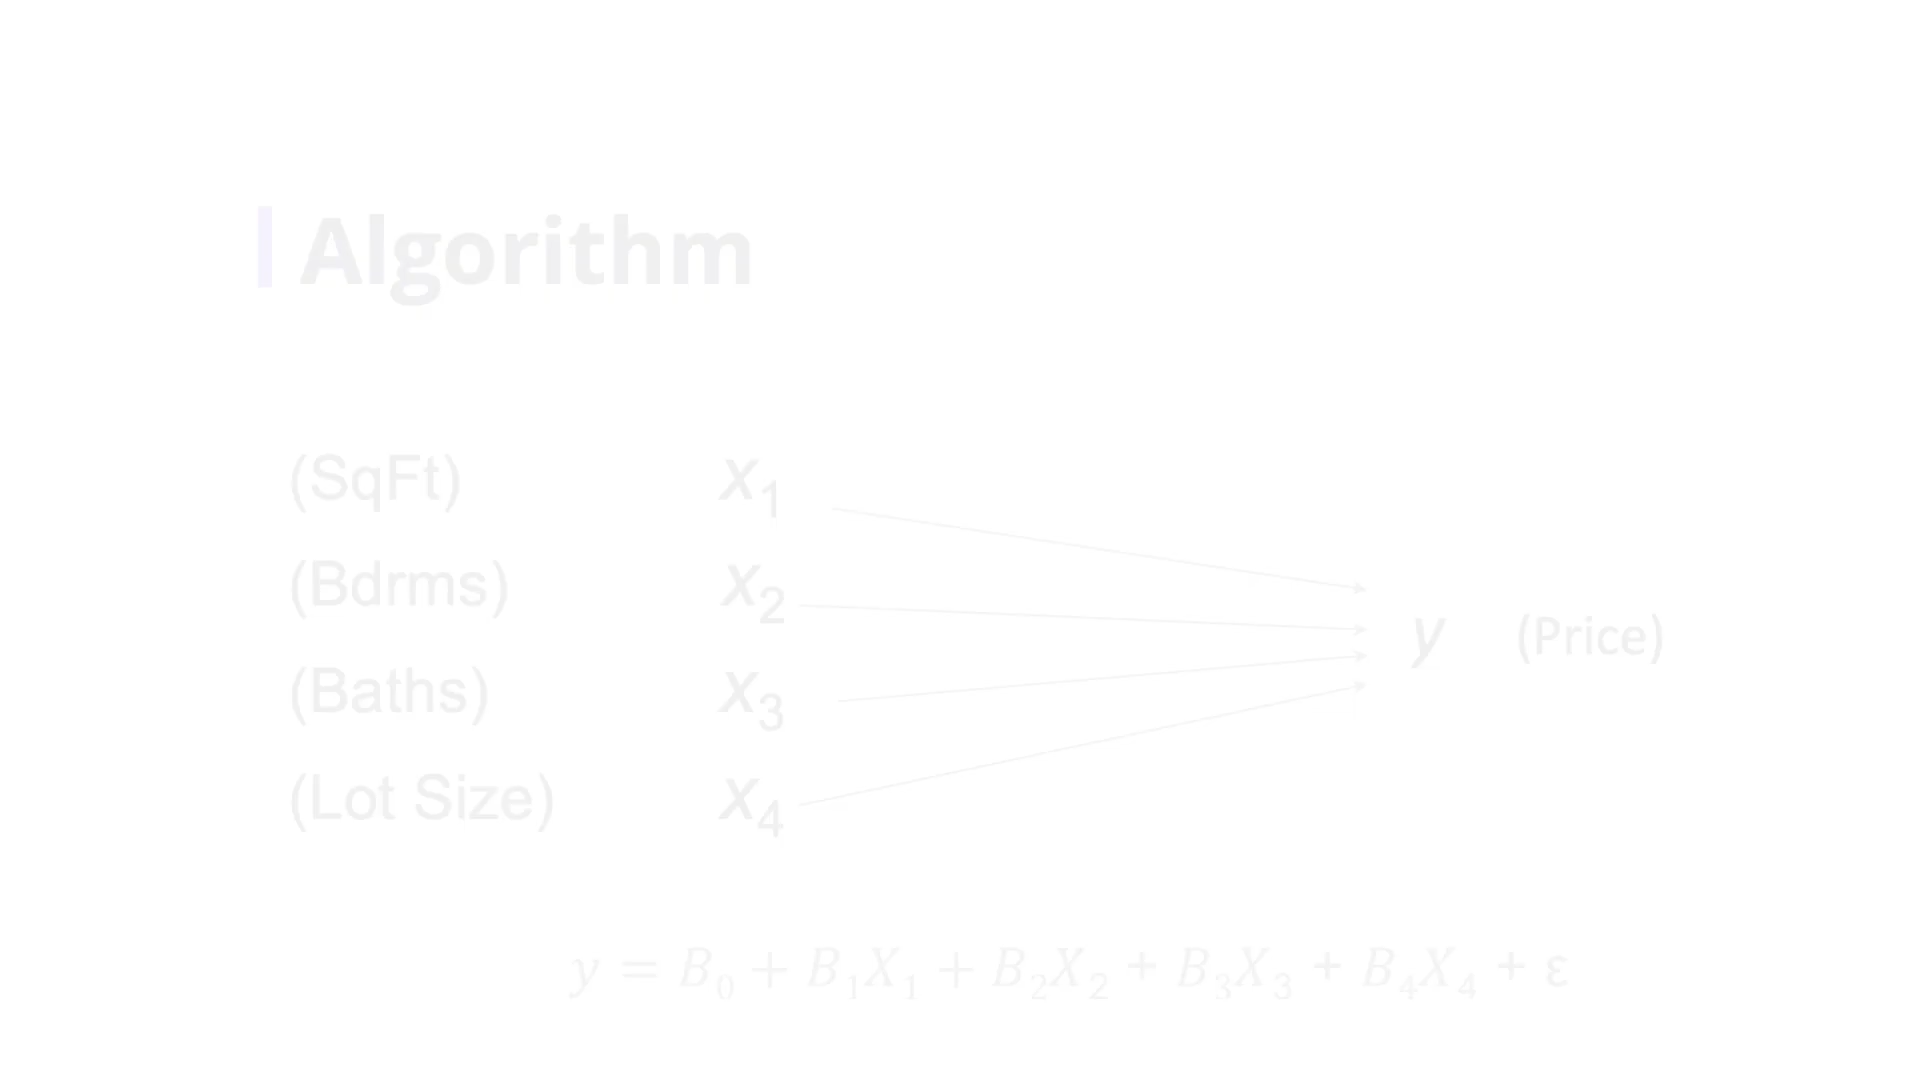 Algorithm
(SqFt) x₁
(Bdrms) x₂
(Baths) x₃
(Lot Size) x₄
y (Price)
y = B₀ + B₁X₁ + B₂X₂ + B₃X₃ + B₄X₄ + ε